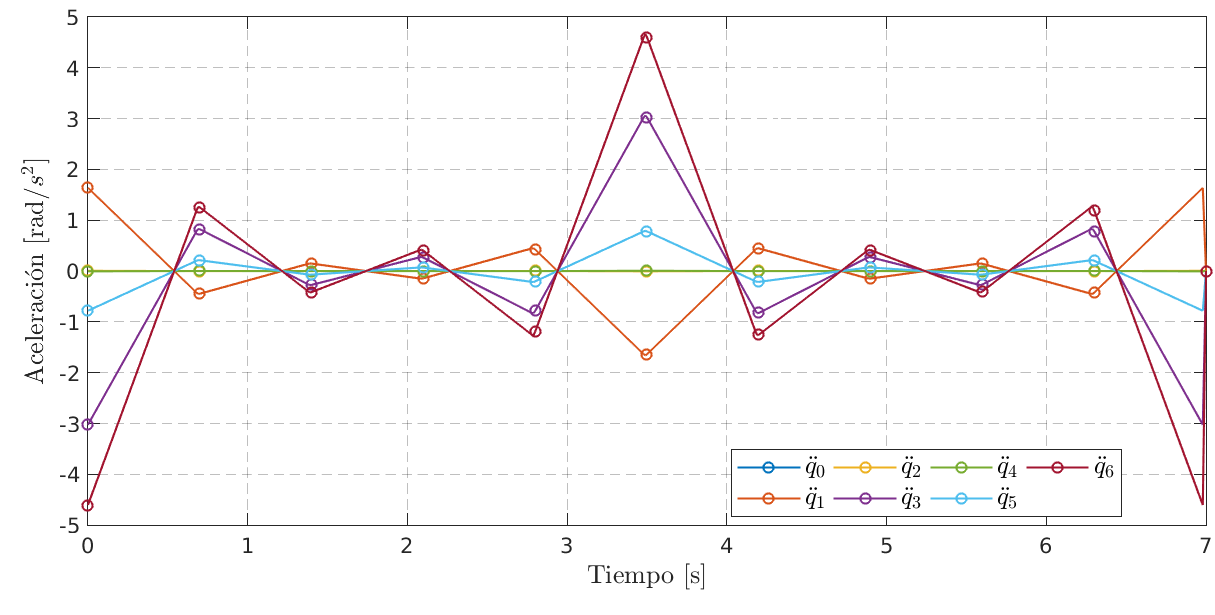 5
4
3
2
1
0
-1
-2
-3
-4
-5
Aceleración [rad/s²]
0 1 2 3 4 5 6 7
Tiempo [s]
q̈₀ q̈₂ q̈₄ q̈₆
q̈₁ q̈₃ q̈₅